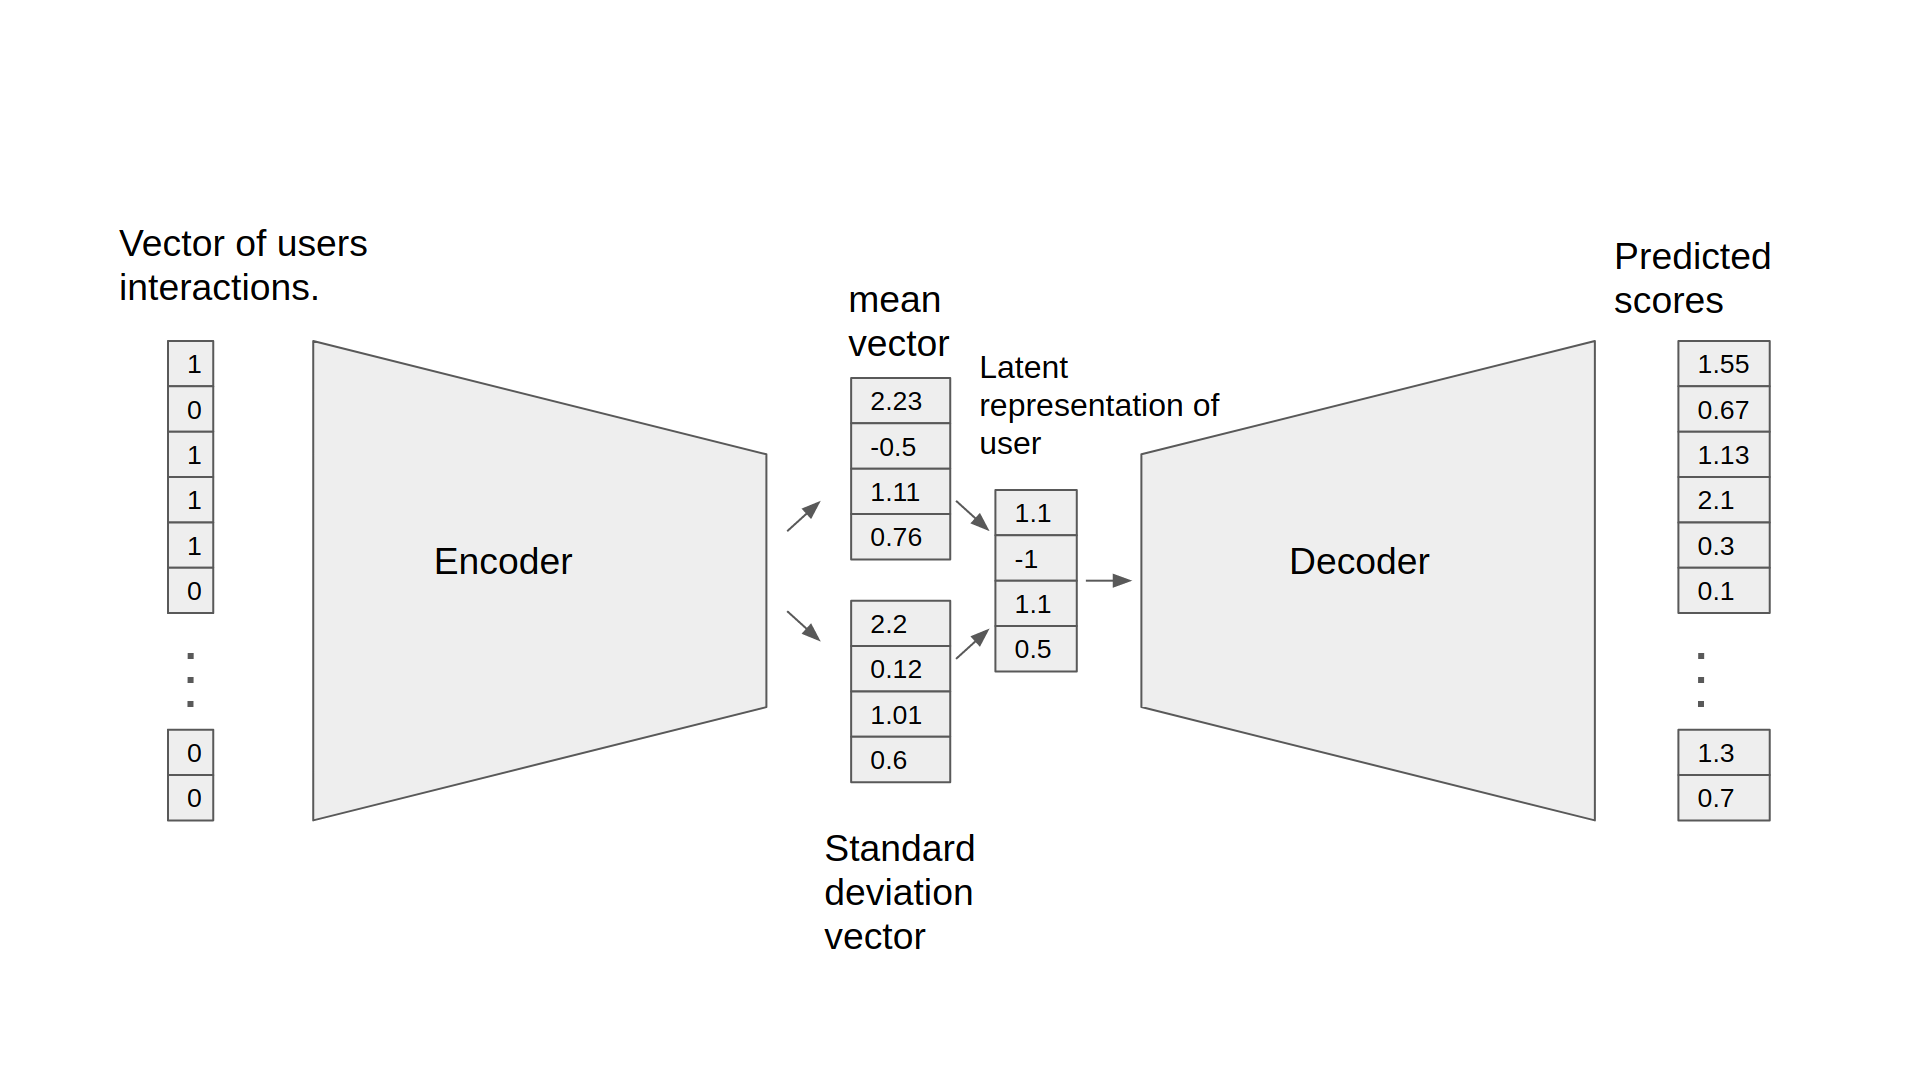 Vector of users
interactions.
1
0
1
1
1
0
0
0
Encoder
mean
vector
2.23
-0.5
1.11
0.76
2.2
0.12
1.01
0.6
Standard
deviation
vector
Latent
representation of
user
1.1
-1
1.1
0.5
Decoder
Predicted
scores
1.55
0.67
1.13
2.1
0.3
0.1
1.3
0.7